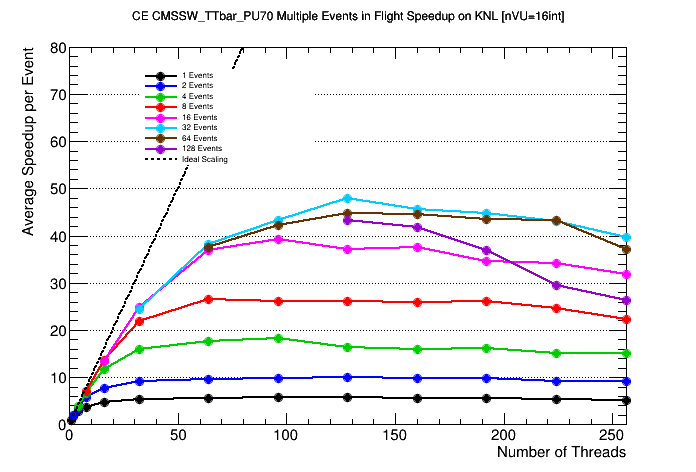 CE CMSSW_TTbar_PU70 Multiple Events in Flight Speedup on KNL [nVU=16int]
Average Speedup per Event
80
70
60
50
40
30
20
10
0
1 Events
2 Events
4 Events
8 Events
16 Events
32 Events
64 Events
128 Events
Ideal Scaling
0 50 100 150 200 250
Number of Threads